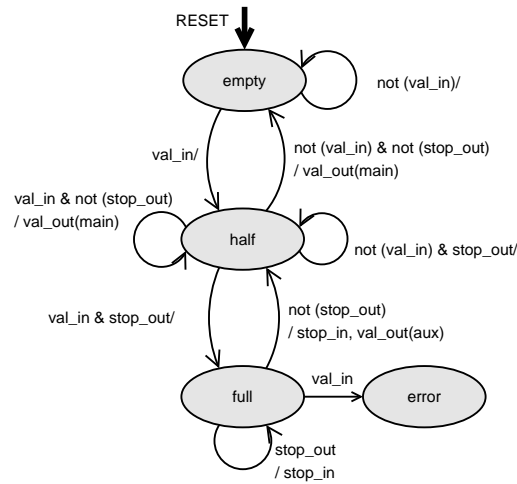 RESET
empty
not (val_in)/
val_in/
not (val_in) & not (stop_out)
/ val_out(main)
val_in & not (stop_out)
/ val_out(main)
half
not (val_in) & stop_out/
val_in & stop_out/
not (stop_out)
/ stop_in, val_out(aux)
full
val_in
error
stop_out
/ stop_in